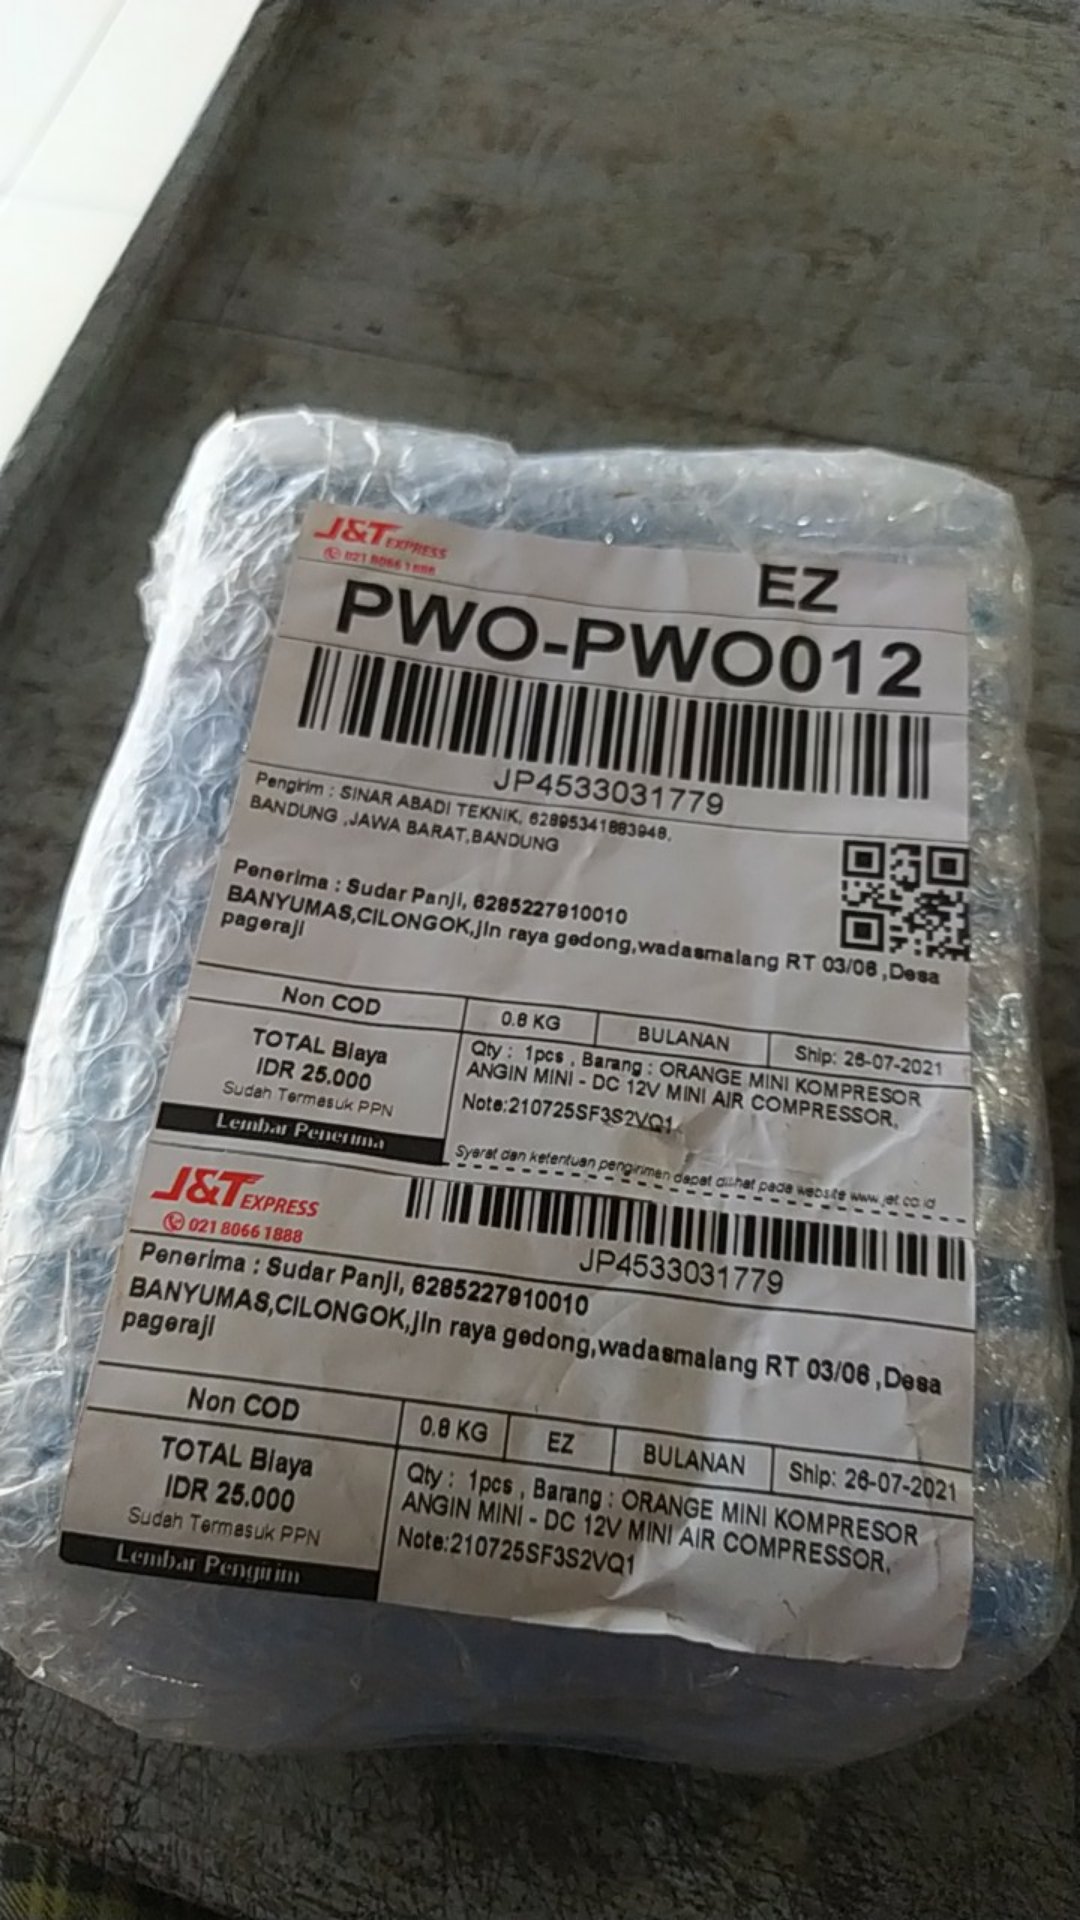 J&T EXPRESS
021 8066 1888
EZ
PWO-PWO012
JP4533031779
Pengirim : SINAR ABADI TEKNIK, 62895341883948,
BANDUNG ,JAWA BARAT,BANDUNG
Penerima : Sudar Panji, 6285227810010
BANYUMAS,CILONGOK,jln raya gedong,wadasmalang RT 03/06 ,Desa
pageraji
Non COD
0.8 KG
BULANAN
Ship: 26-07-2021
TOTAL Biaya
IDR 25.000
Sudah Termasuk PPN
Lembar Penerima
Qty : 1pcs , Barang : ORANGE MINI KOMPRESOR
ANGIN MINI - DC 12V MINI AIR COMPRESSOR,
Note:210725SF3S2VQ1
Syarat dan ketentuan pengiriman dapat dilihat pada website www.jet.co.id
J&T EXPRESS
021 8066 1888
JP4533031779
Penerima : Sudar Panji, 6285227810010
BANYUMAS,CILONGOK,jln raya gedong,wadasmalang RT 03/06 ,Desa
pageraji
Non COD
0.8 KG
EZ
BULANAN
Ship: 26-07-2021
TOTAL Biaya
IDR 25.000
Sudah Termasuk PPN
Lembar Pengirim
Qty : 1pcs , Barang : ORANGE MINI KOMPRESOR
ANGIN MINI - DC 12V MINI AIR COMPRESSOR,
Note:210725SF3S2VQ1